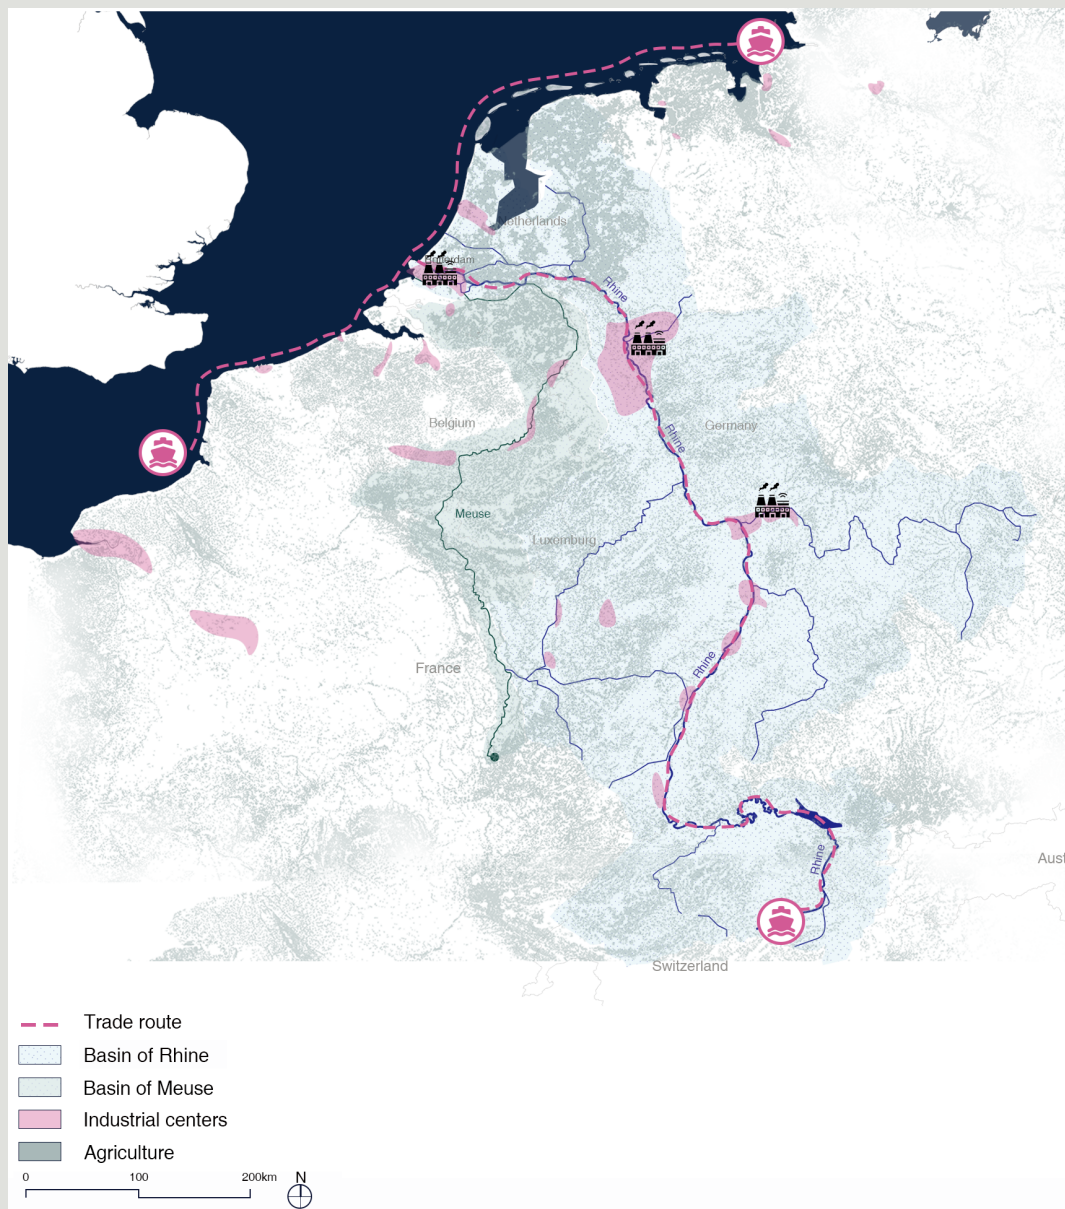 Netherlands
Rotterdam
Rhine
Belgium
Rhine
Germany
Meuse
Luxemburg
France
Rhine
Rhine
Switzerland
Trade route
Basin of Rhine
Basin of Meuse
Industrial centers
Agriculture
0 100 200km N